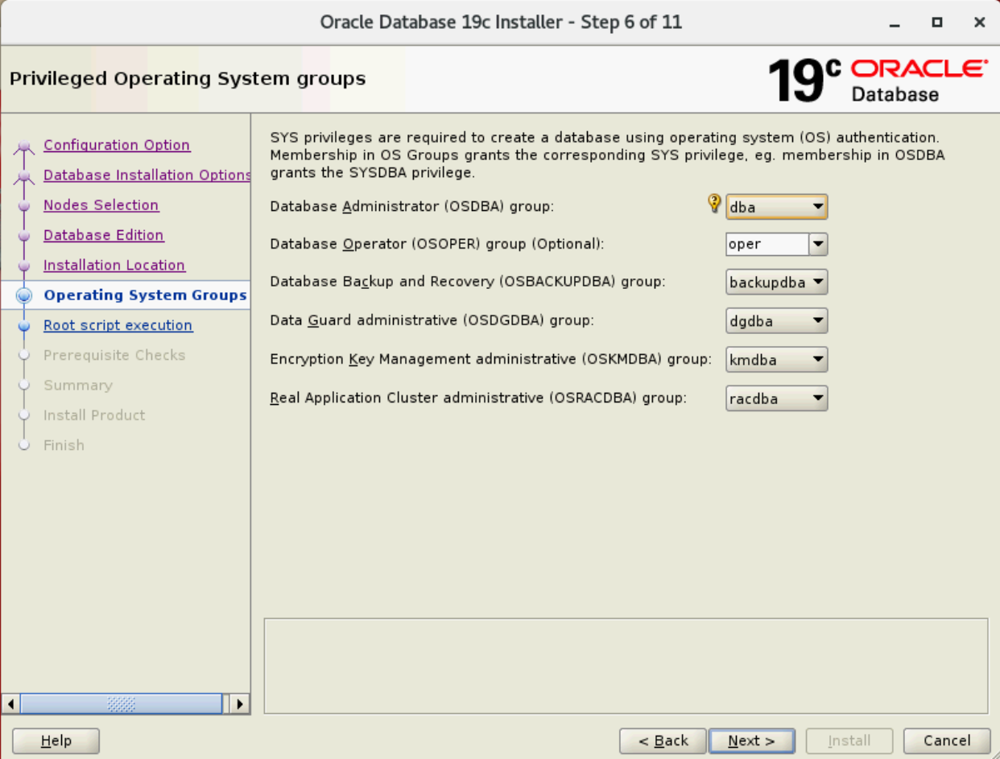 Oracle Database 19c Installer - Step 6 of 11
Privileged Operating System groups
19c ORACLE
Database
Configuration Option
Database Installation Options
Nodes Selection
Database Edition
Installation Location
Operating System Groups
Root script execution
Prerequisite Checks
Summary
Install Product
Finish
SYS privileges are required to create a database using operating system (OS) authentication.
Membership in OS Groups grants the corresponding SYS privilege, eg. membership in OSDBA
grants the SYSDBA privilege.
Database Administrator (OSDBA) group: dba
Database Operator (OSOPER) group (Optional): oper
Database Backup and Recovery (OSBACKUPDBA) group: backupdba
Data Guard administrative (OSDGDBA) group: dgdba
Encryption Key Management administrative (OSKMDBA) group: kmdba
Real Application Cluster administrative (OSRACDBA) group: racdba
Help < Back Next > Install Cancel